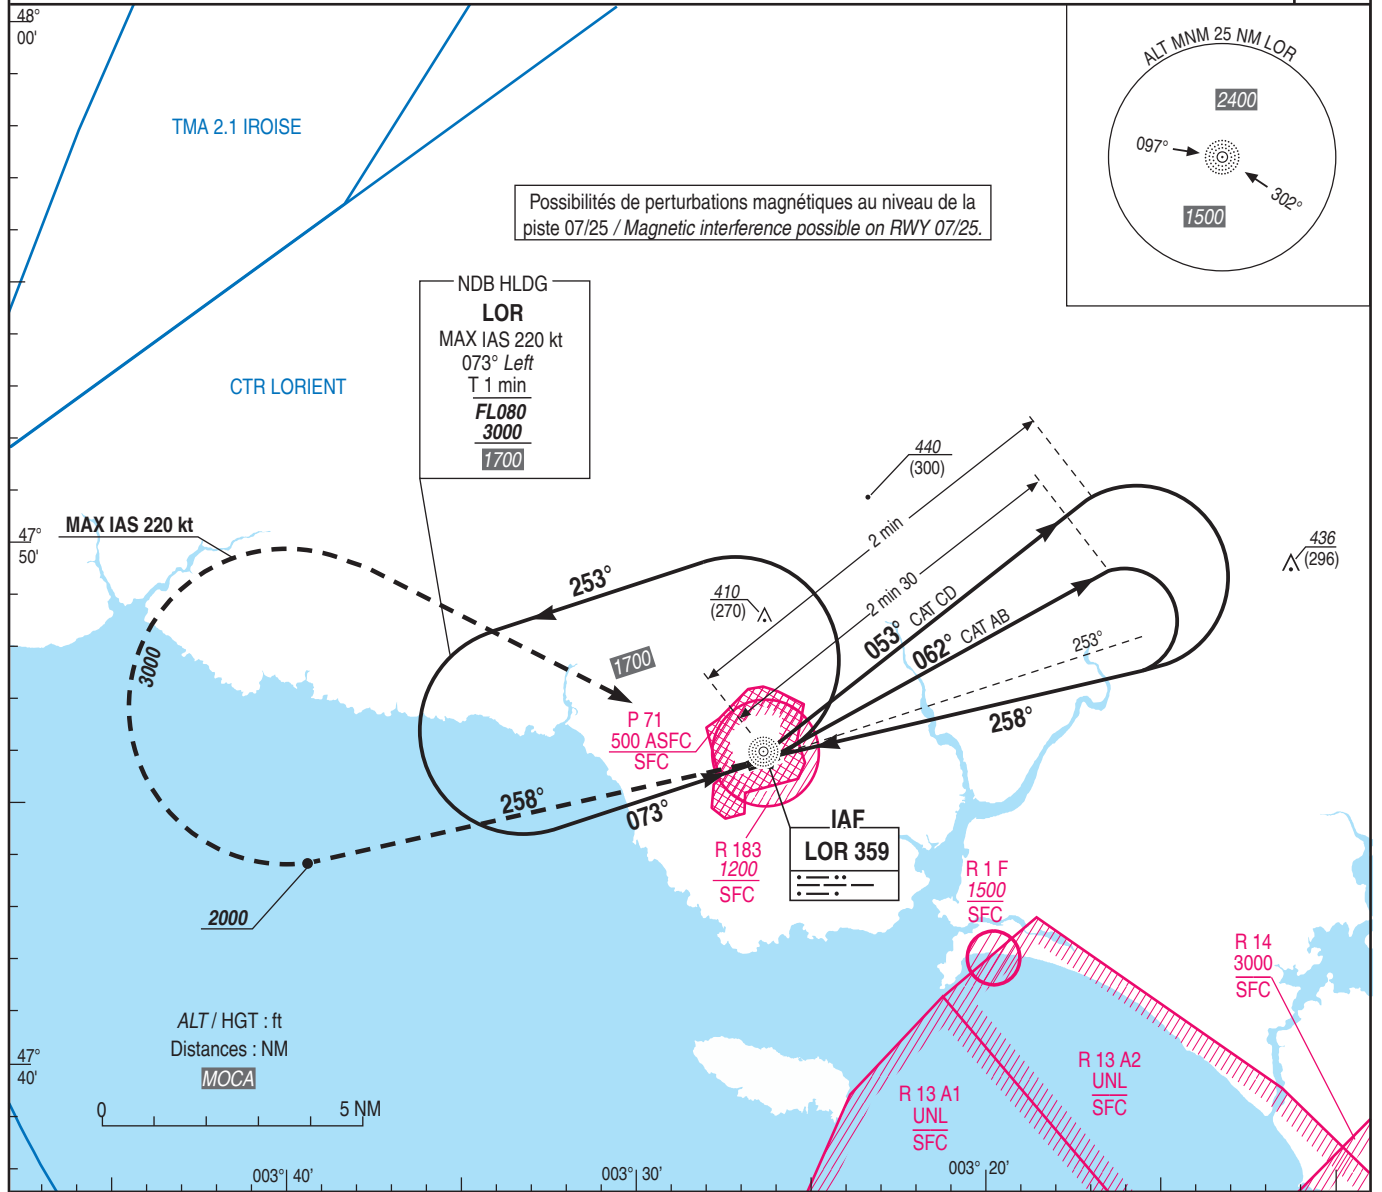 48°
00'
TMA 2.1 IROISE
ALT MNM 25 NM LOR
2400
097°
302°
1500
Possibilités de perturbations magnétiques au niveau de la
piste 07/25 / Magnetic interference possible on RWY 07/25.
NDB HLDG
LOR
MAX IAS 220 kt
073° Left
T 1 min
FL080
3000
1700
CTR LORIENT
440
(300)
MAX IAS 220 kt
47°
50'
2 min
436
(296)
253°
410
(270)
2 min 30
053° CAT CD
062° CAT AB
253°
3000
1700
P 71
500 ASFC
SFC
258°
258°
073°
IAF
LOR 359
R 183
1200
SFC
R 1 F
1500
SFC
2000
R 14
3000
SFC
ALT / HGT : ft
Distances : NM
MOCA
47°
40'
0
5 NM
R 13 A2
UNL
SFC
R 13 A1
UNL
SFC
003° 40'
003° 30'
003° 20'